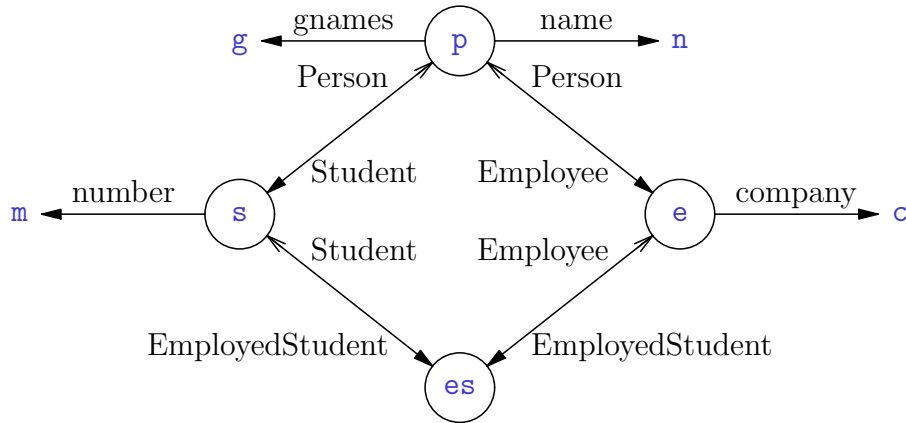 g gnames p name n
Person Person
Student Employee
m number s e company c
Student Employee
EmployedStudent EmployedStudent
es